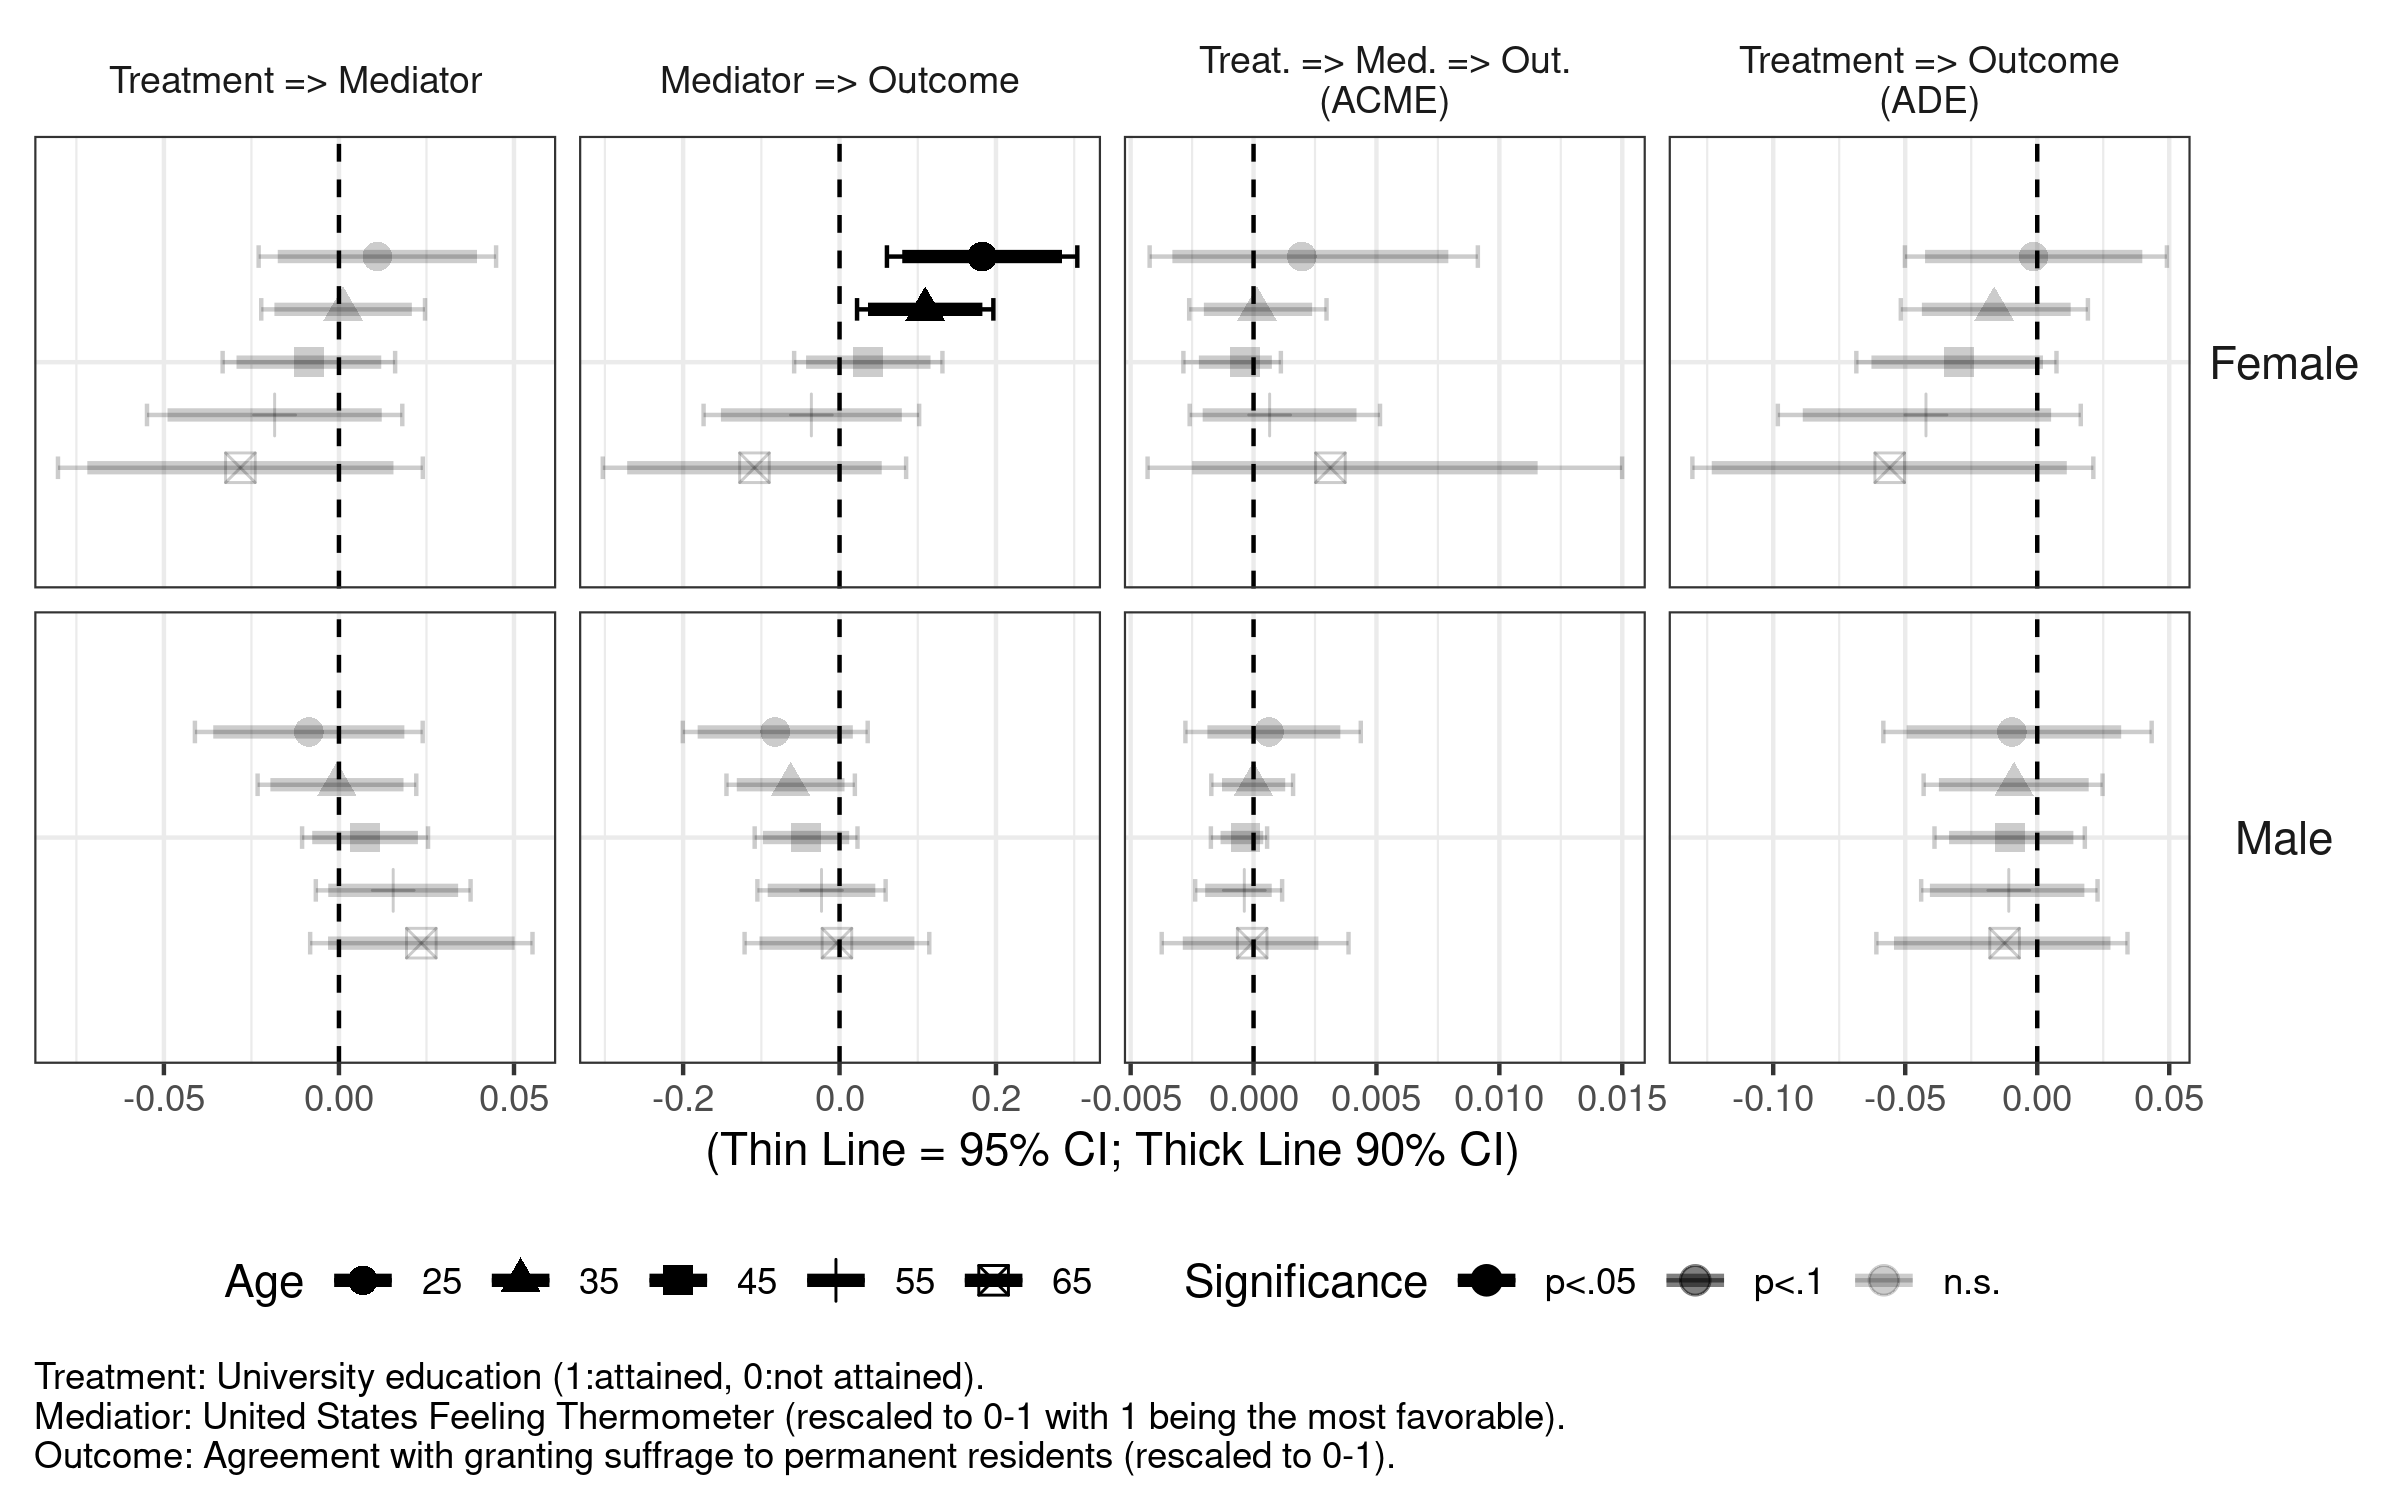 Treatment => Mediator
Mediator => Outcome
Treat. => Med. => Out.
(ACME)
Treatment => Outcome
(ADE)
Female
Male
-0.05 0.00 0.05
-0.2 0.0 0.2
-0.005 0.000 0.005 0.010 0.015
-0.10 -0.05 0.00 0.05
(Thin Line = 95% CI; Thick Line 90% CI)
Age 25 35 45 55 65
Significance p<.05 p<.1 n.s.
Treatment: University education (1:attained, 0:not attained).
Mediatior: United States Feeling Thermometer (rescaled to 0-1 with 1 being the most favorable).
Outcome: Agreement with granting suffrage to permanent residents (rescaled to 0-1).